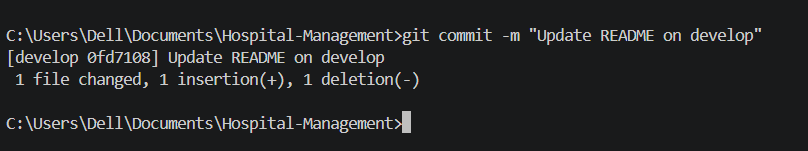 C:\Users\Dell\Documents\Hospital-Management>git commit -m "Update README on develop"
[develop 0fd7108] Update README on develop
 1 file changed, 1 insertion(+), 1 deletion(-)
C:\Users\Dell\Documents\Hospital-Management>